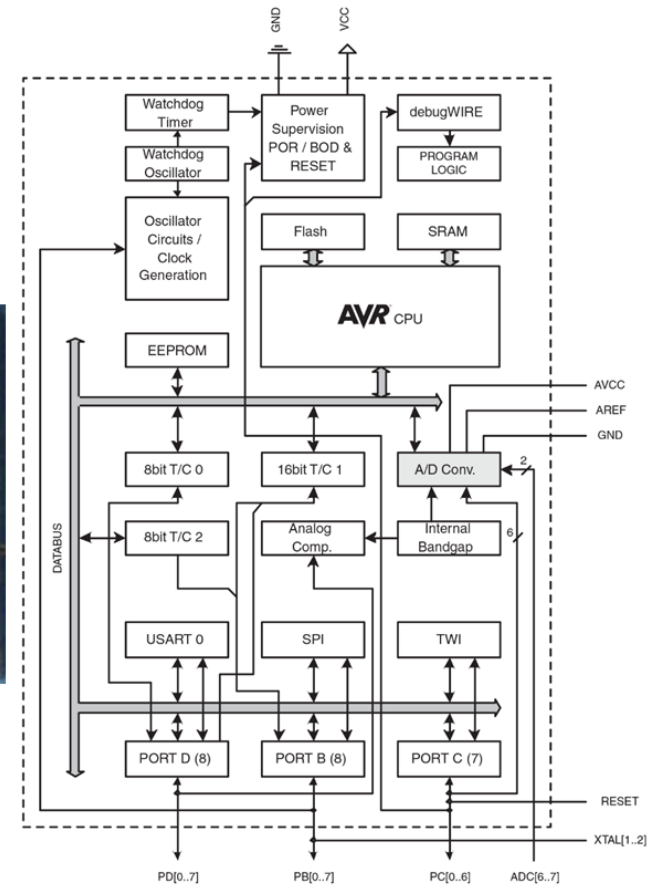 GND
VCC
Watchdog
Timer
Power
Supervision
POR / BOD &
RESET
debugWIRE
Watchdog
Oscillator
PROGRAM
LOGIC
Oscillator
Circuits /
Clock
Generation
Flash
SRAM
AVR CPU
EEPROM
AVCC
AREF
GND
8bit T/C 0
16bit T/C 1
A/D Conv.
2
DATABUS
8bit T/C 2
Analog
Comp.
Internal
Bandgap
6
USART 0
SPI
TWI
PORT D (8)
PORT B (8)
PORT C (7)
RESET
XTAL[1..2]
PD[0..7]
PB[0..7]
PC[0..6]
ADC[6..7]